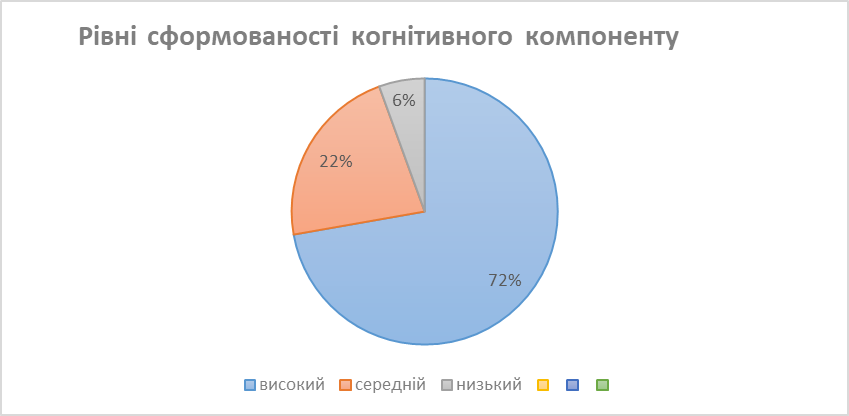 Рівні сформованості когнітивного компоненту
6%
22%
72%
високий середній низький